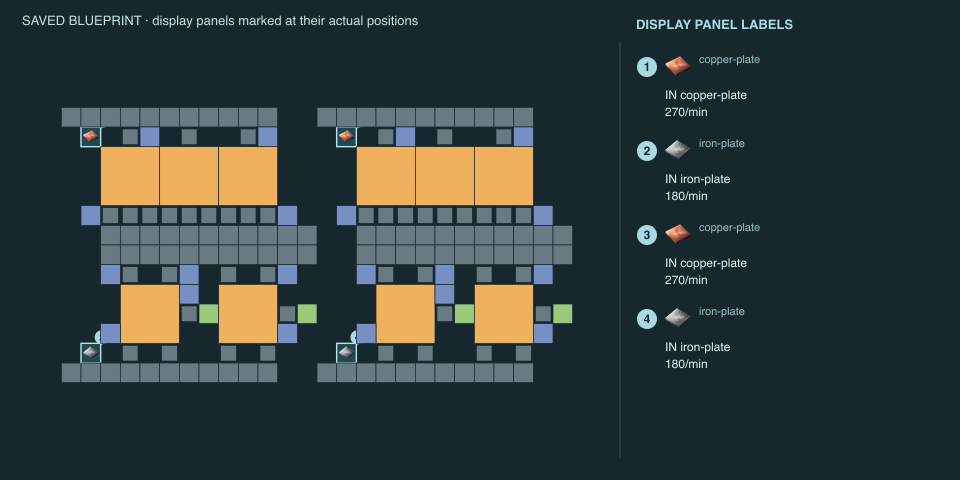 SAVED BLUEPRINT · display panels marked at their actual positions
DISPLAY PANEL LABELS
1 copper-plate
IN copper-plate
270/min
2 iron-plate
IN iron-plate
180/min
3 copper-plate
IN copper-plate
270/min
4 iron-plate
IN iron-plate
180/min